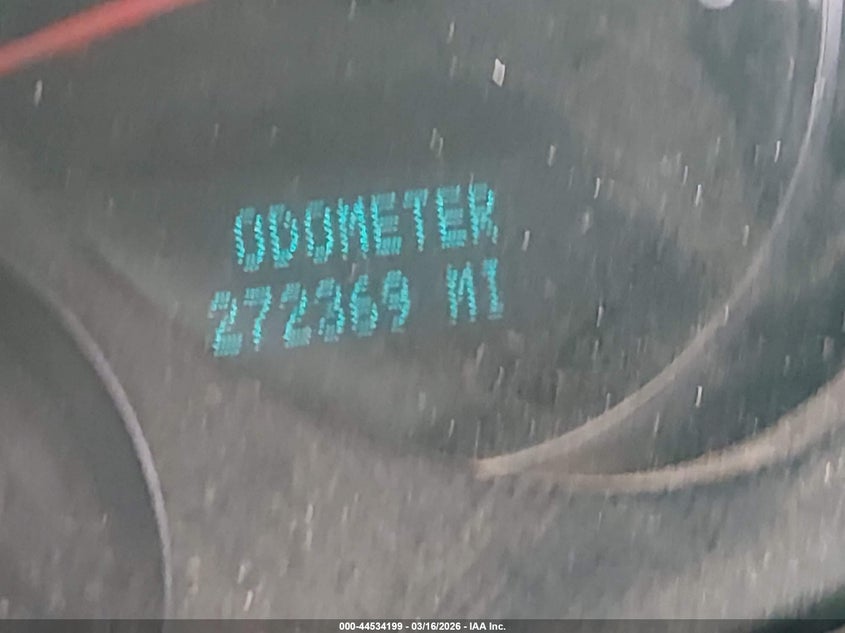 ODOMETER
272369 MI
000-44534199 - 03/16/2026 - IAA Inc.